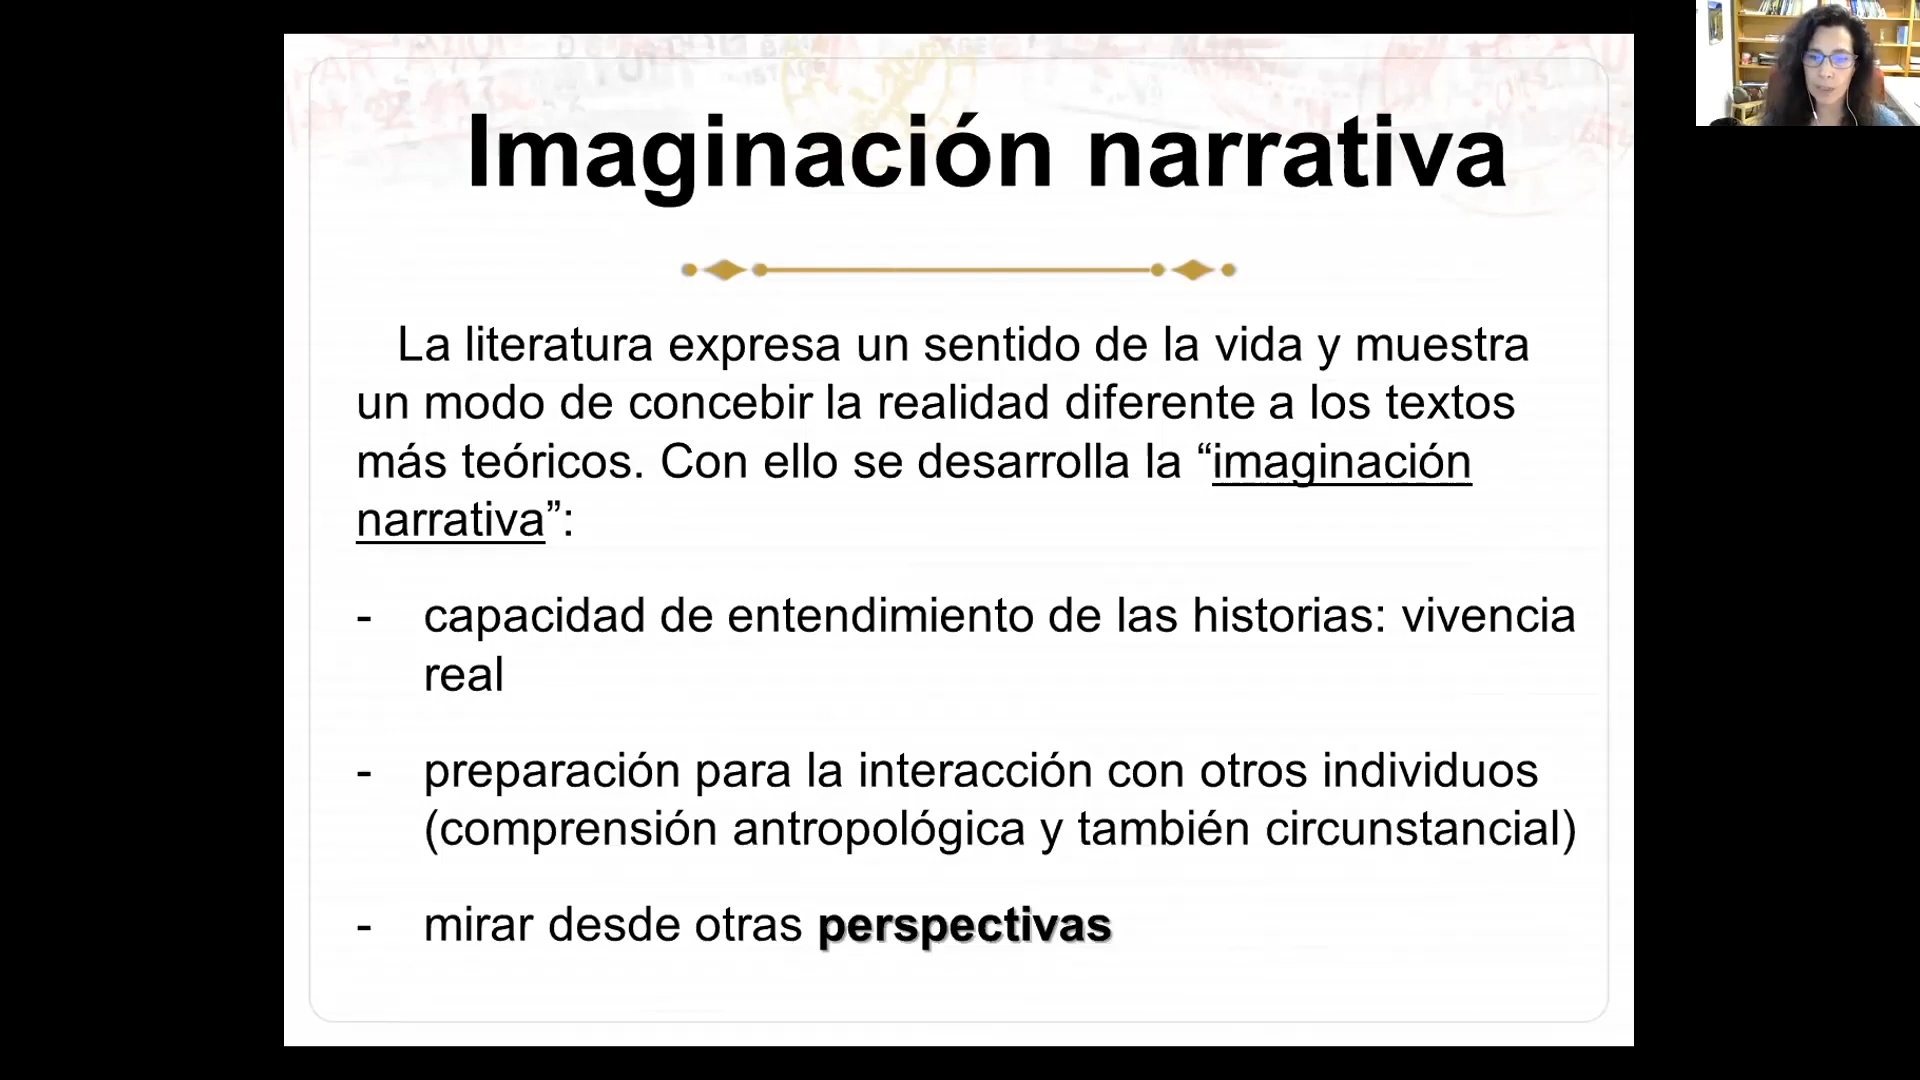 Imaginación narrativa
La literatura expresa un sentido de la vida y muestra
un modo de concebir la realidad diferente a los textos
más teóricos. Con ello se desarrolla la “imaginación
narrativa”:
- capacidad de entendimiento de las historias: vivencia
real
- preparación para la interacción con otros individuos
(comprensión antropológica y también circunstancial)
- mirar desde otras perspectivas